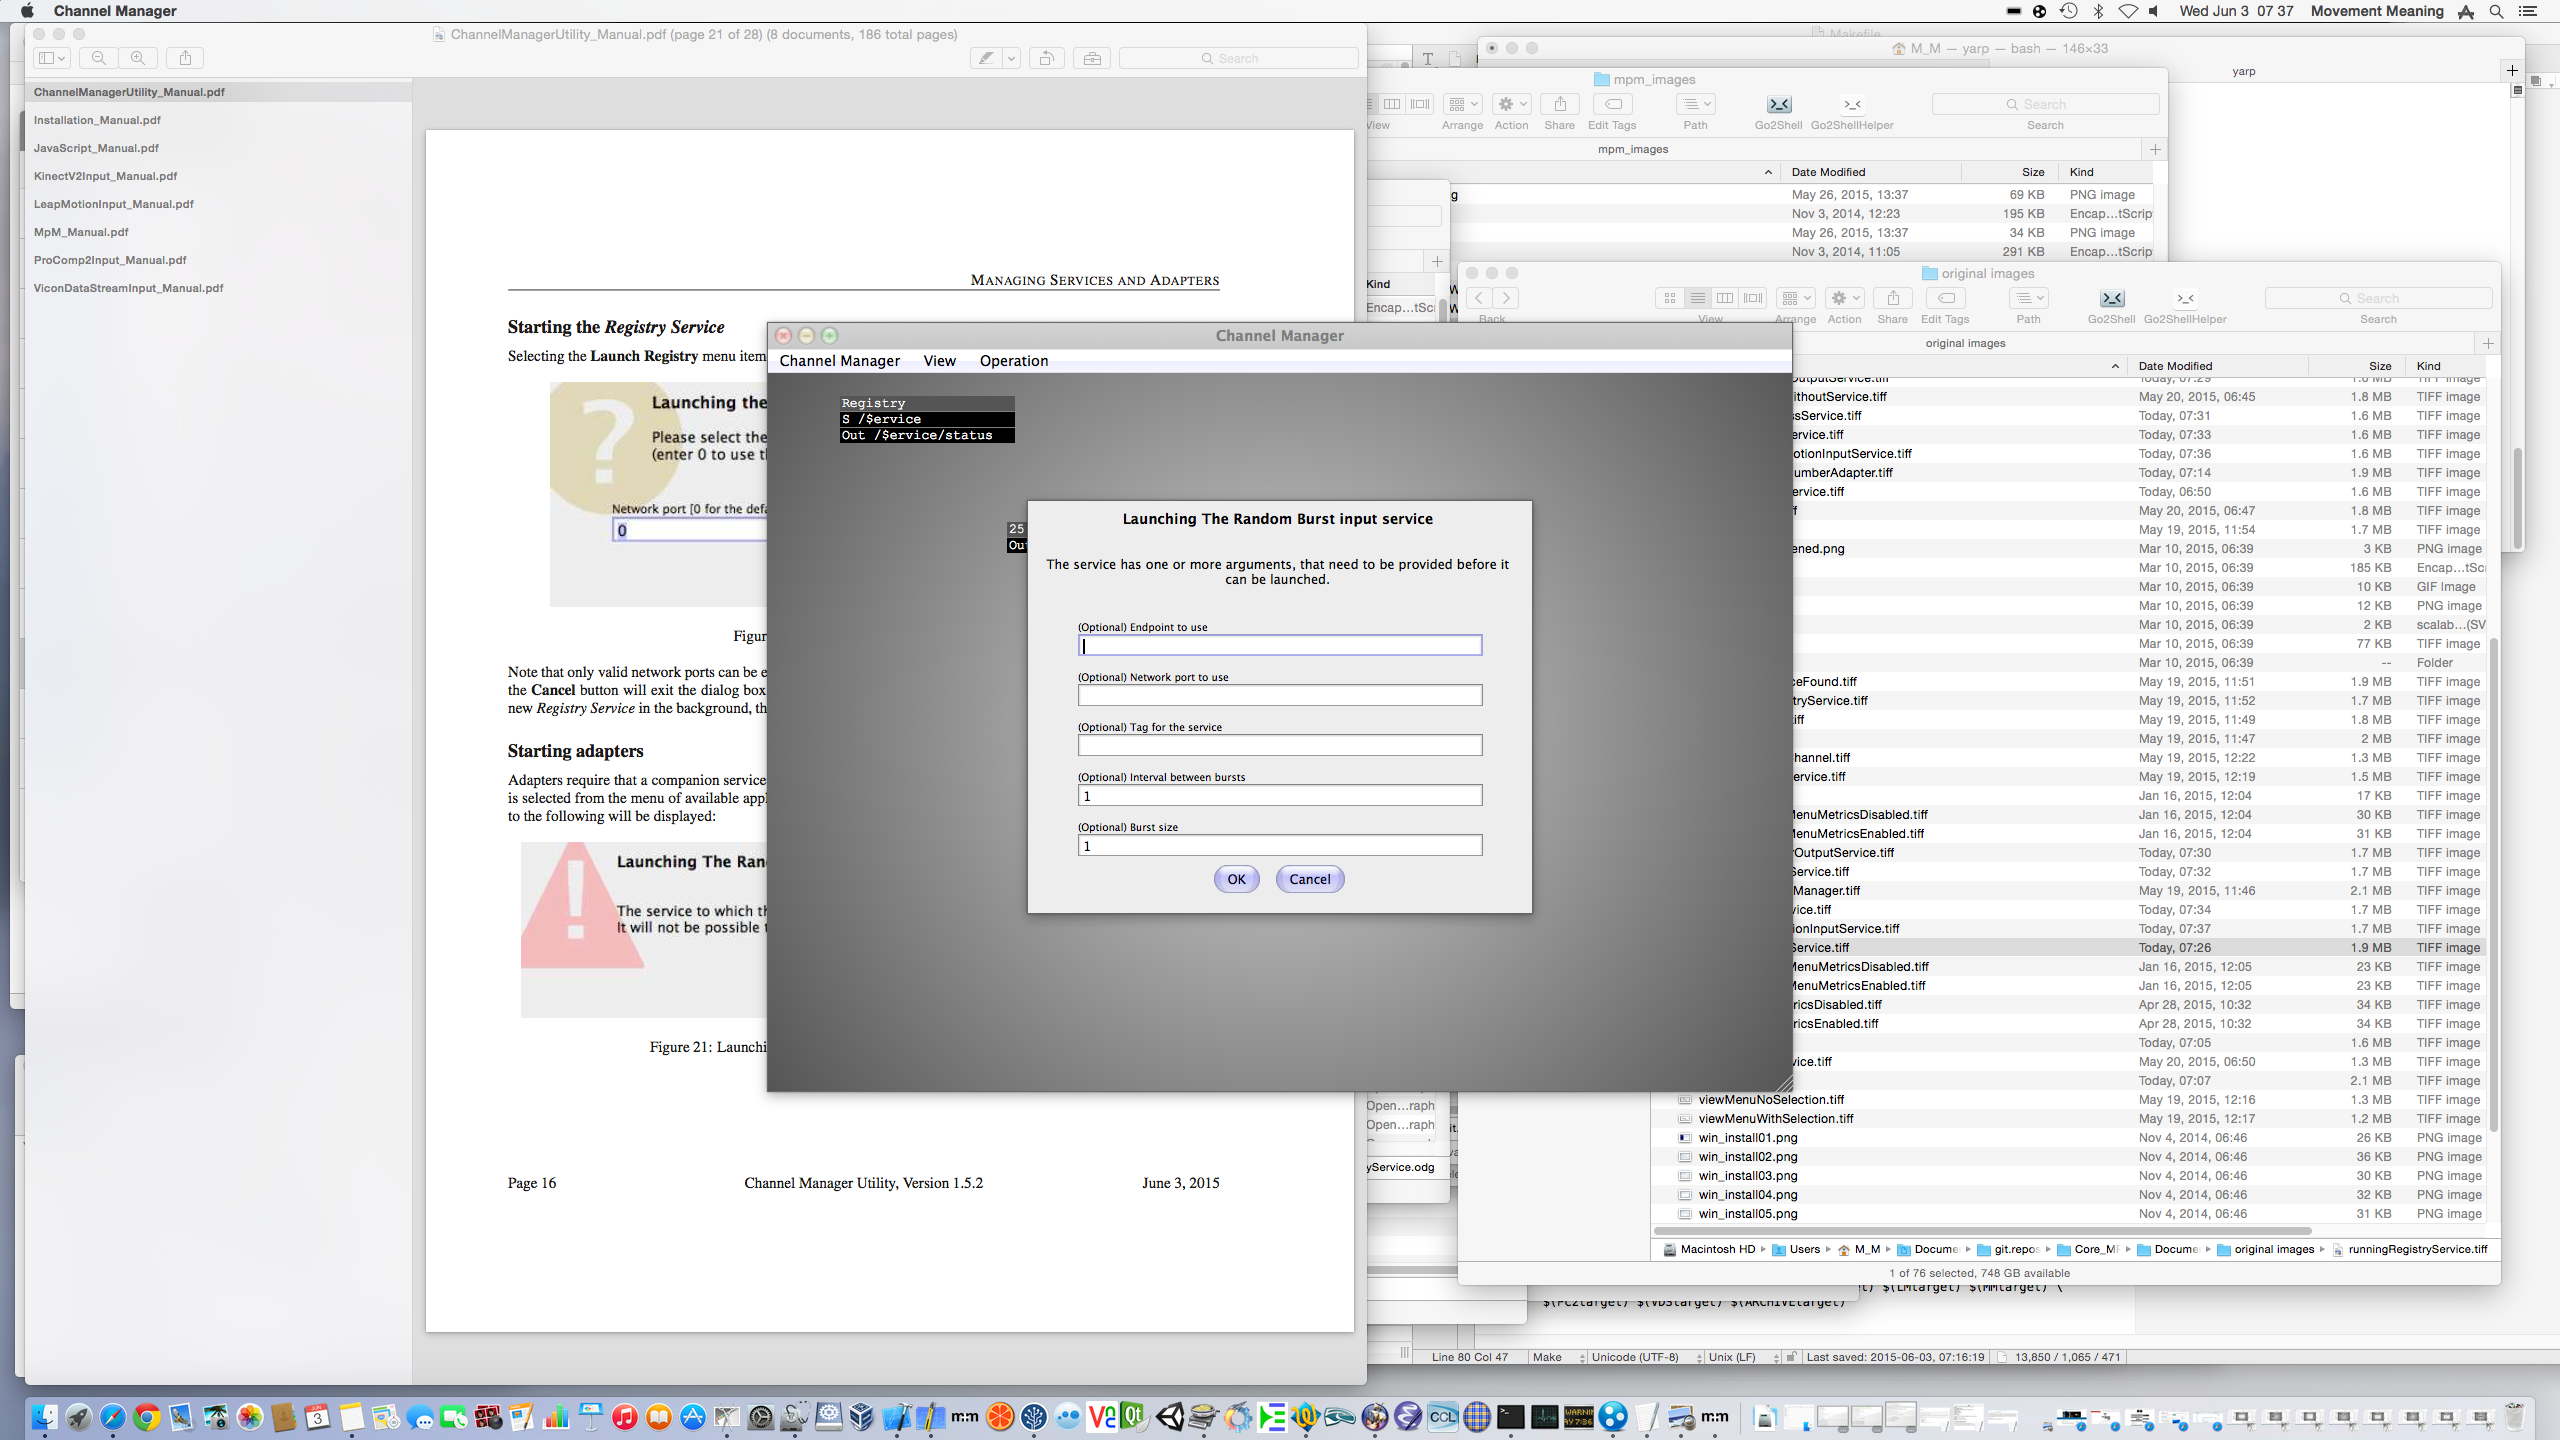 Channel Manager
Wed Jun 3 07 37 Movement Meaning
ChannelManagerUtility_Manual.pdf (page 21 of 28) (8 documents, 186 total pages)
Search
ChannelManagerUtility_Manual.pdf
Installation_Manual.pdf
JavaScript_Manual.pdf
KinectV2Input_Manual.pdf
LeapMotionInput_Manual.pdf
MpM_Manual.pdf
ProComp2Input_Manual.pdf
ViconDataStreamInput_Manual.pdf
MANAGING SERVICES AND ADAPTERS
Starting the Registry Service
Selecting the Launch Registry menu item
Launching the
Please select the
(enter 0 to use t
Network port [0 for the defa
0
Figur
Note that only valid network ports can be e
the Cancel button will exit the dialog box
new Registry Service in the background, th
Starting adapters
Adapters require that a companion service
is selected from the menu of available appl
to the following will be displayed:
Launching The Ran
The service to which th
It will not be possible t
Figure 21: Launchi
Page 16
Channel Manager Utility, Version 1.5.2
June 3, 2015
Channel Manager
Channel Manager View Operation
Registry
S /$ervice
Out /$ervice/status
25
Out
Launching The Random Burst input service
The service has one or more arguments, that need to be provided before it
can be launched.
(Optional) Endpoint to use
(Optional) Network port to use
(Optional) Tag for the service
(Optional) Interval between bursts
1
(Optional) Burst size
1
OK Cancel
Makefile
M_M — yarp — bash — 146×33
yarp
mpm_images
View Arrange Action Share Edit Tags Path Go2Shell Go2ShellHelper Search
mpm_images
Date Modified Size Kind
g May 26, 2015, 13:37 69 KB PNG image
Nov 3, 2014, 12:23 195 KB Encap...tScrip
May 26, 2015, 13:37 34 KB PNG image
Nov 3, 2014, 11:05 291 KB Encap...tScrip
Kind
Encap...tSc
original images
Back View Arrange Action Share Edit Tags Path Go2Shell Go2ShellHelper Search
original images
Date Modified Size Kind
OutputService.tiff Today, 07:29 1.6 MB TIFF image
ithoutService.tiff May 20, 2015, 06:45 1.8 MB TIFF image
sService.tiff Today, 07:31 1.6 MB TIFF image
ervice.tiff Today, 07:33 1.6 MB TIFF image
otionInputService.tiff Today, 07:36 1.6 MB TIFF image
umberAdapter.tiff Today, 07:14 1.9 MB TIFF image
ervice.tiff Today, 06:50 1.6 MB TIFF image
May 20, 2015, 06:47 1.8 MB TIFF image
May 19, 2015, 11:54 1.7 MB TIFF image
ened.png Mar 10, 2015, 06:39 3 KB PNG image
Mar 10, 2015, 06:39 185 KB Encap...tSc
Mar 10, 2015, 06:39 10 KB GIF Image
Mar 10, 2015, 06:39 12 KB PNG image
Mar 10, 2015, 06:39 2 KB scalab...(SV
Mar 10, 2015, 06:39 77 KB TIFF image
Mar 10, 2015, 06:39 -- Folder
ceFound.tiff May 19, 2015, 11:51 1.9 MB TIFF image
tryService.tiff May 19, 2015, 11:52 1.7 MB TIFF image
iff May 19, 2015, 11:49 1.8 MB TIFF image
May 19, 2015, 11:47 2 MB TIFF image
hannel.tiff May 19, 2015, 12:22 1.3 MB TIFF image
ervice.tiff May 19, 2015, 12:19 1.5 MB TIFF image
Jan 16, 2015, 12:04 17 KB TIFF image
MenuMetricsDisabled.tiff Jan 16, 2015, 12:04 30 KB TIFF image
MenuMetricsEnabled.tiff Jan 16, 2015, 12:04 31 KB TIFF image
OutputService.tiff Today, 07:30 1.7 MB TIFF image
Service.tiff Today, 07:32 1.7 MB TIFF image
Manager.tiff May 19, 2015, 11:46 2.1 MB TIFF image
vice.tiff Today, 07:34 1.7 MB TIFF image
ionInputService.tiff Today, 07:37 1.7 MB TIFF image
Service.tiff Today, 07:26 1.9 MB TIFF image
MenuMetricsDisabled.tiff Jan 16, 2015, 12:05 23 KB TIFF image
MenuMetricsEnabled.tiff Jan 16, 2015, 12:05 23 KB TIFF image
ricsDisabled.tiff Apr 28, 2015, 10:32 34 KB TIFF image
ricsEnabled.tiff Apr 28, 2015, 10:32 34 KB TIFF image
Today, 07:05 1.6 MB TIFF image
vice.tiff May 20, 2015, 06:50 1.3 MB TIFF image
Today, 07:07 2.1 MB TIFF image
viewMenuNoSelection.tiff May 19, 2015, 12:16 1.3 MB TIFF image
viewMenuWithSelection.tiff May 19, 2015, 12:17 1.2 MB TIFF image
win_install01.png Nov 4, 2014, 06:46 26 KB PNG image
win_install02.png Nov 4, 2014, 06:46 36 KB PNG image
win_install03.png Nov 4, 2014, 06:46 30 KB PNG image
win_install04.png Nov 4, 2014, 06:46 32 KB PNG image
win_install05.png Nov 4, 2014, 06:46 31 KB PNG image
Macintosh HD Users M_M Docume git.repos Core_MF Docume original images runningRegistryService.tiff
1 of 76 selected, 748 GB available
Open...raph
Open...raph
yService.odg
$(LMtarget) $(MMtarget) \
$(PC2target) $(VDStarget) $(ARCHIVEtarget)
Line 80 Col 47 Make Unicode (UTF-8) Unix (LF) Last saved: 2015-06-03, 07:16:19 13,850 / 1,065 / 471
JUN
3
m:m
Qt
CCL
m:m